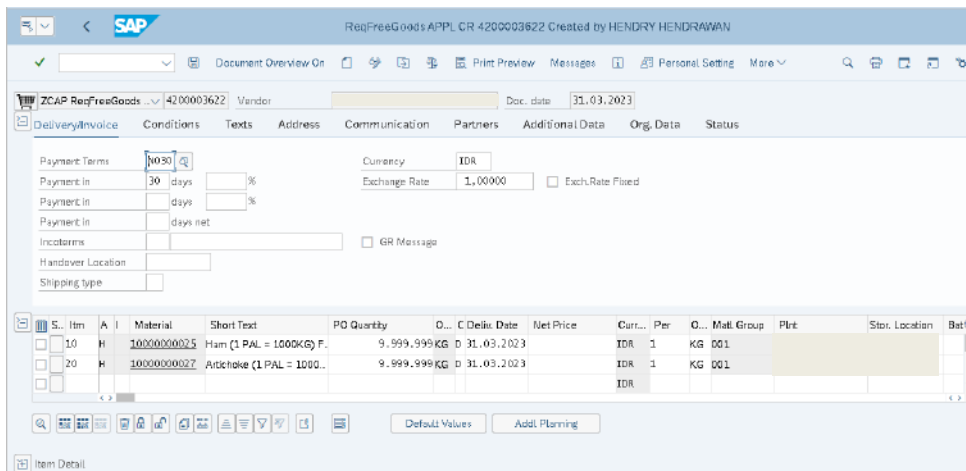 SAP
ReqFreeGoods APPL CR 4200003622 Created by HENDRY HENDRAWAN
Document Overview On Print Preview Messages Personal Setting More
ZCAP ReqFreeGoods ... 4200003622 Vendor Doc. date 31.03.2023
Delivery/Invoice Conditions Texts Address Communication Partners Additional Data Org. Data Status
Payment Terms N030 Currency IDR
Payment in 30 days % Exchange Rate 1,00000 Exch.Rate Fixed
Payment in days %
Payment in days net
Incoterms GR Message
Handover Location
Shipping type
S.. Itm A I Material Short Text PO Quantity O... C Deliv. Date Net Price Curr... Per O... Matl Group Plnt Stor. Location Bat
10 H 10000000025 Ham (1 PAL = 1000KG) F.. 9.999.999 KG D 31.03.2023 IDR 1 KG 001
20 H 10000000027 Artichoke (1 PAL = 1000.. 9.999.999 KG D 31.03.2023 IDR 1 KG 001
IDR
Default Values Addl Planning
Item Detail